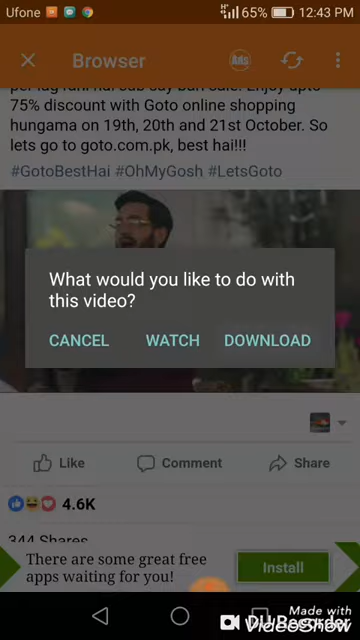 Ufone 65% 12:43 PM
Browser Ads
75% discount with Goto online shopping
hungama on 19th, 20th and 21st October. So
lets go to goto.com.pk, best hai!!!
#GotoBestHai #OhMyGosh #LetsGoto
What would you like to do with
this video?
CANCEL WATCH DOWNLOAD
Like Comment Share
4.6K
344 Shares
There are some great free
apps waiting for you!
Install
Made with
VideoShow